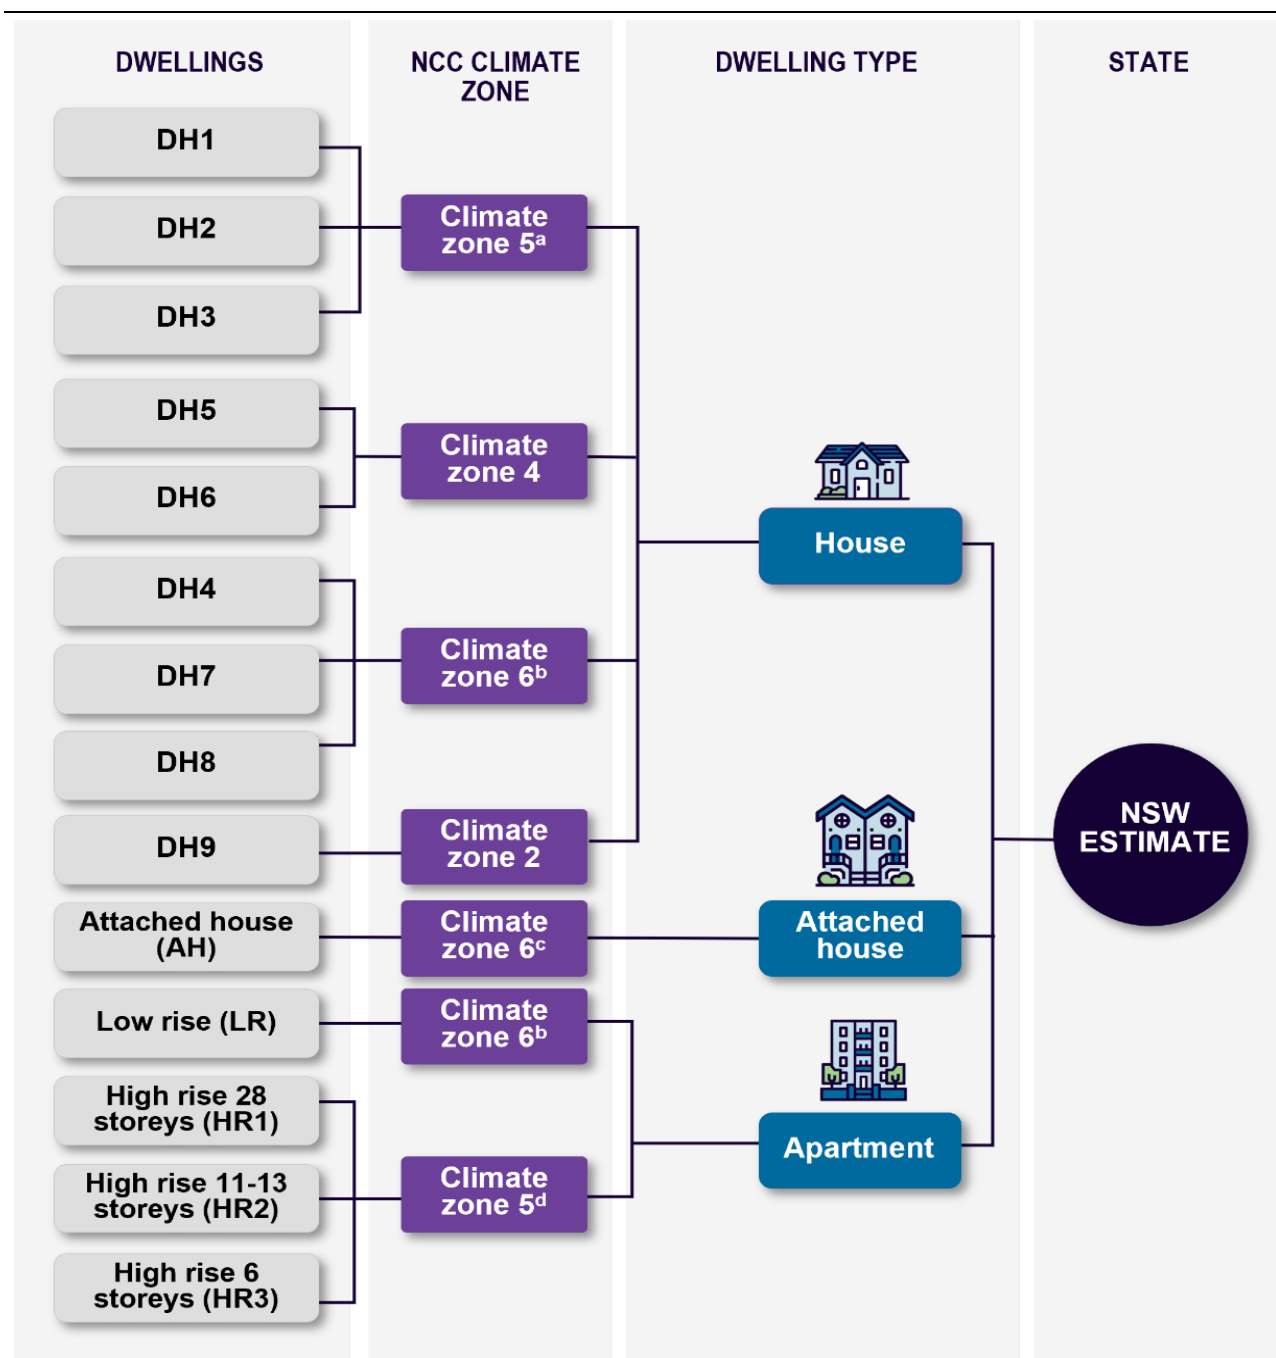 DWELLINGS
NCC CLIMATE
ZONE
DWELLING TYPE
STATE
DH1
DH2
DH3
DH5
DH6
DH4
DH7
DH8
DH9
Attached house
(AH)
Low rise (LR)
High rise 28
storeys (HR1)
High rise 11-13
storeys (HR2)
High rise 6
storeys (HR3)
Climate
zone 5ᵃ
Climate
zone 4
Climate
zone 6ᵇ
Climate
zone 2
Climate
zone 6ᶜ
Climate
zone 6ᵇ
Climate
zone 5ᵈ
House
Attached
house
Apartment
NSW
ESTIMATE